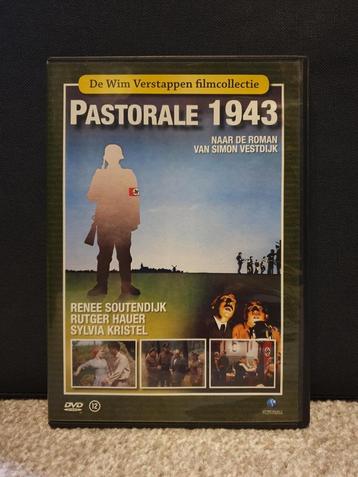 De Wim Verstappen filmcollectie
PASTORALE 1943
NAAR DE ROMAN
VAN SIMON VESTDIJK
RENEE SOUTENDIJK
RUTGER HAUER
SYLVIA KRISTEL
DVD 12